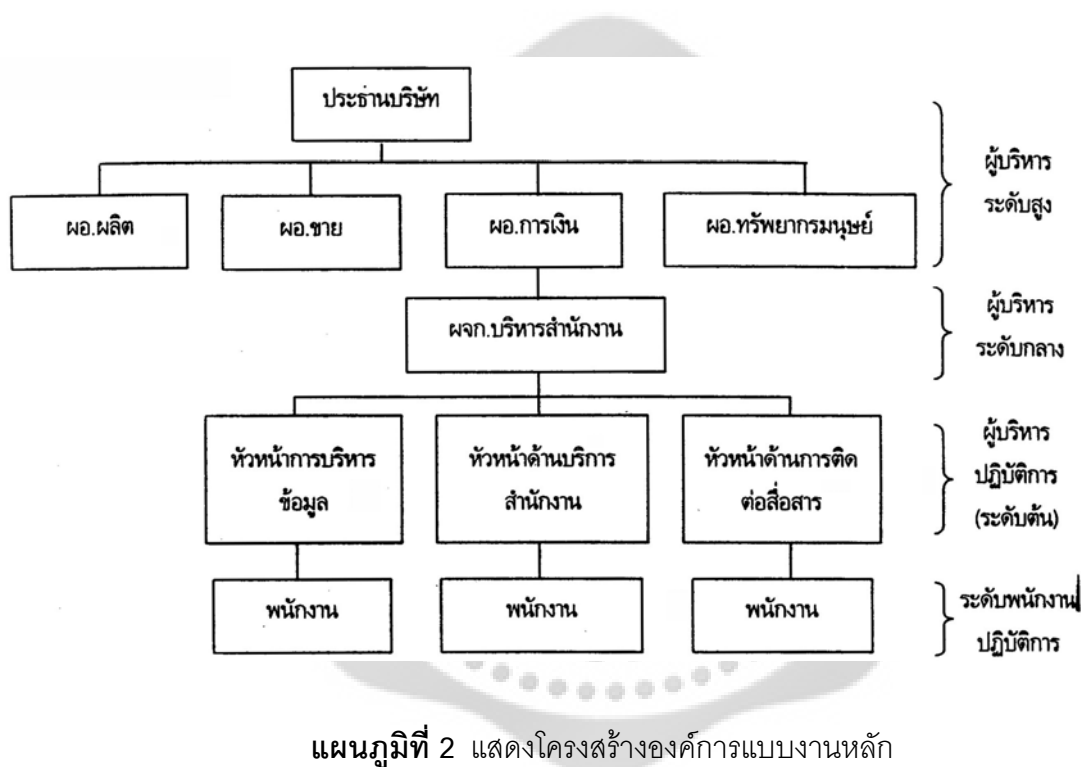 ประธานบริษัท
ผู้บริหาร
ระดับสูง
ผอ.ผลิต
ผอ.ขาย
ผอ.การเงิน
ผอ.ทรัพยากรมนุษย์
ผจก.บริหารสำนักงาน
ผู้บริหาร
ระดับกลาง
หัวหน้าการบริหาร
ข้อมูล
หัวหน้าด้านบริการ
สำนักงาน
หัวหน้าด้านการติด
ต่อสื่อสาร
ผู้บริหาร
ปฏิบัติการ
(ระดับต้น)
พนักงาน
พนักงาน
พนักงาน
ระดับพนักงาน
ปฏิบัติการ
แผนภูมิที่ 2 แสดงโครงสร้างองค์การแบบงานหลัก